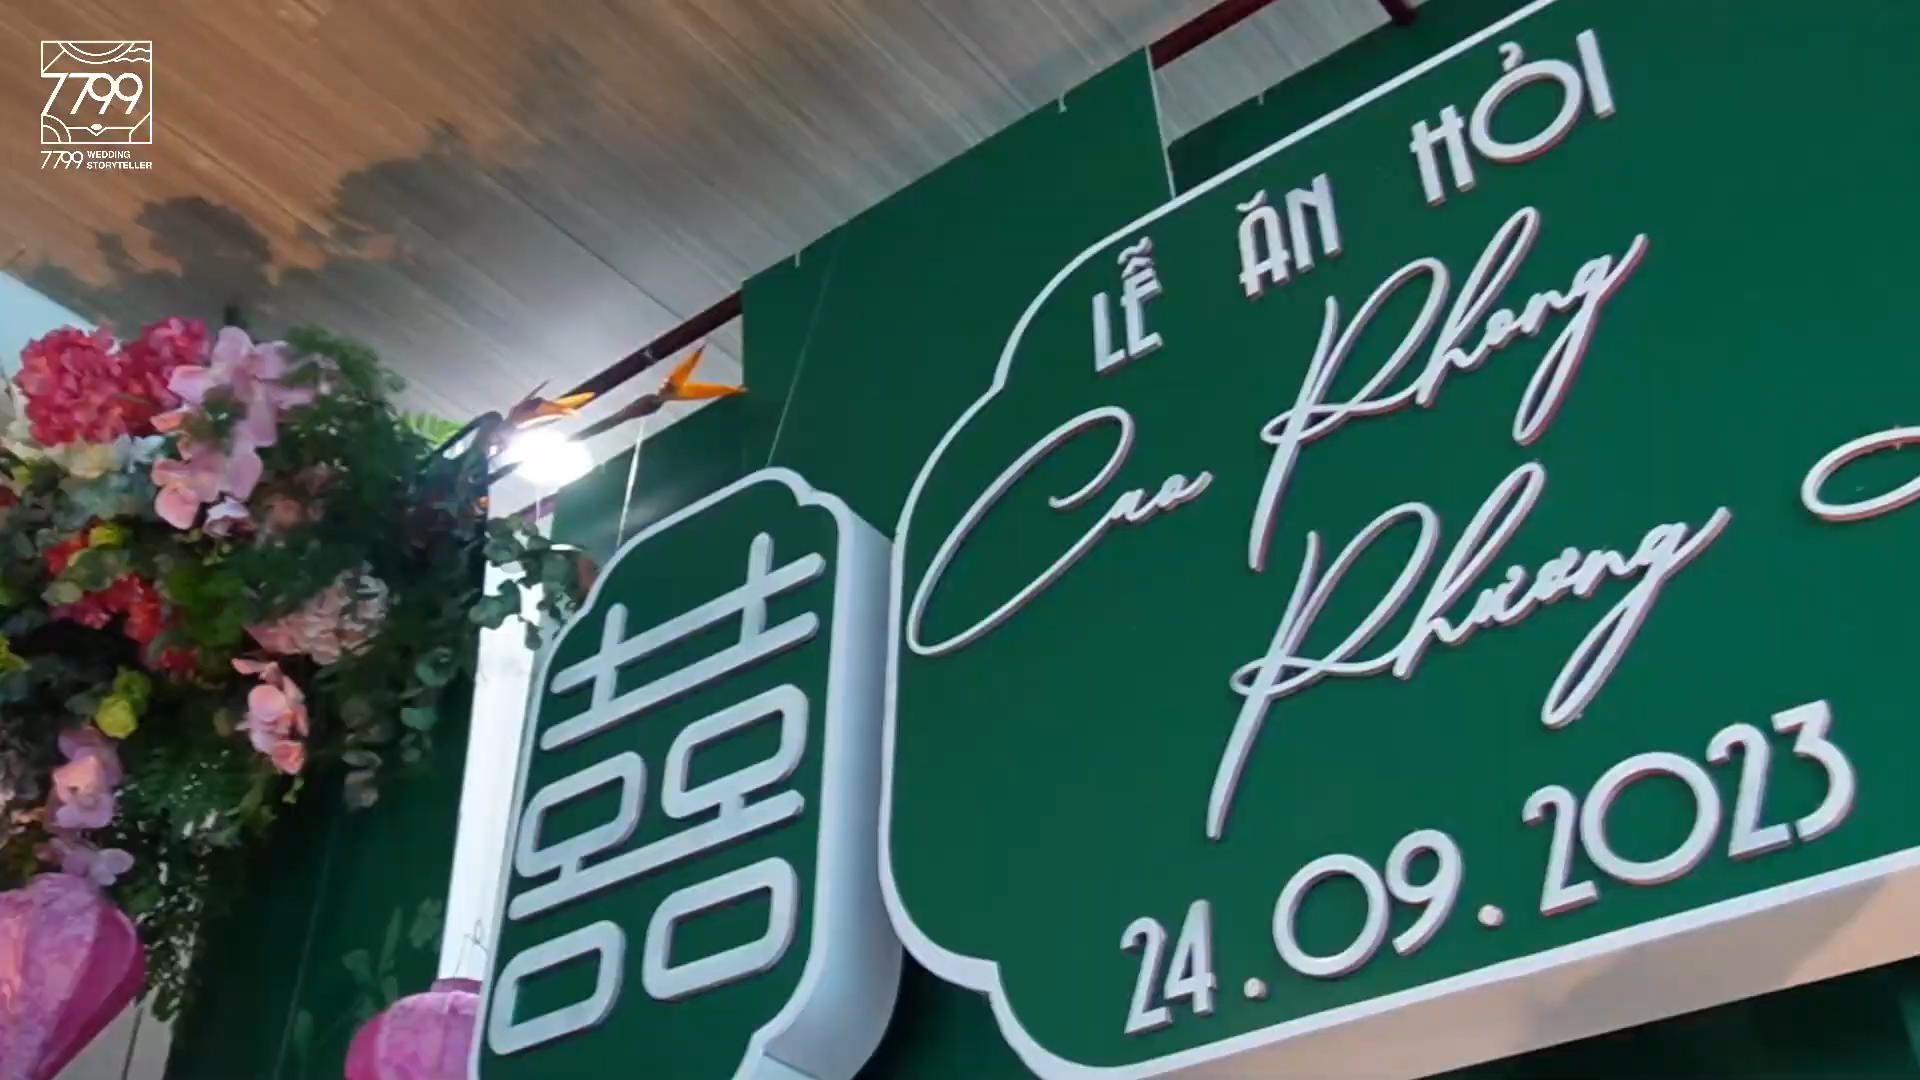 7799
7799 WEDDING
STORYTELLER
LỄ ĂN HỎI
Cao Phong
Phương
24.09.2023
囍